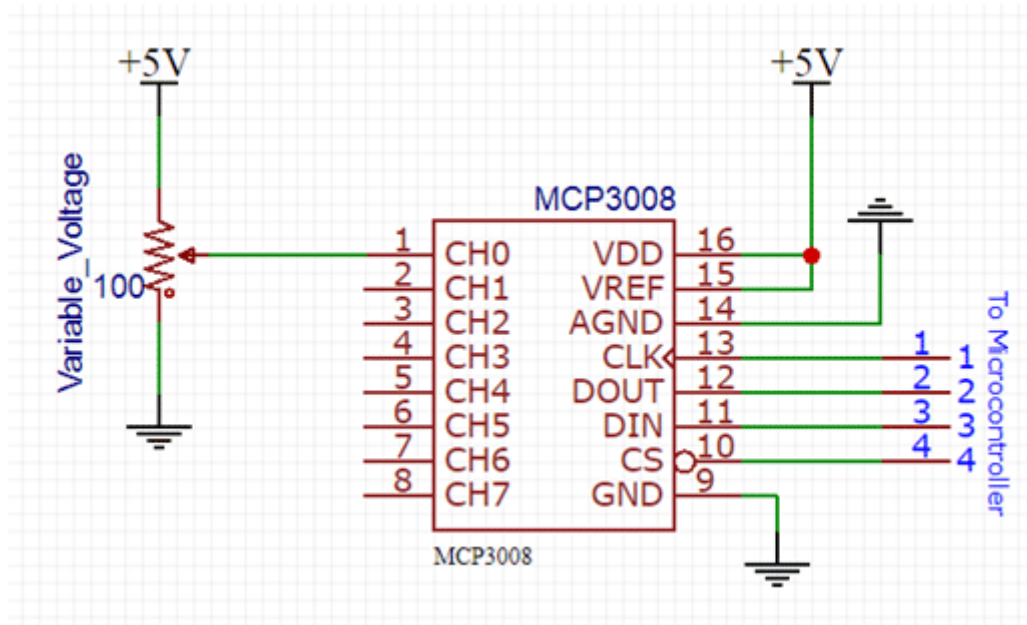 +5V
+5V
Variable_Voltage
100
MCP3008
1 CH0 VDD 16
2 CH1 VREF 15
3 CH2 AGND 14
4 CH3 CLK 13 1 1
5 CH4 DOUT 12 2 2
6 CH5 DIN 11 3 3
7 CH6 CS 10 4 4
8 CH7 GND 9
To Microcontroller
MCP3008